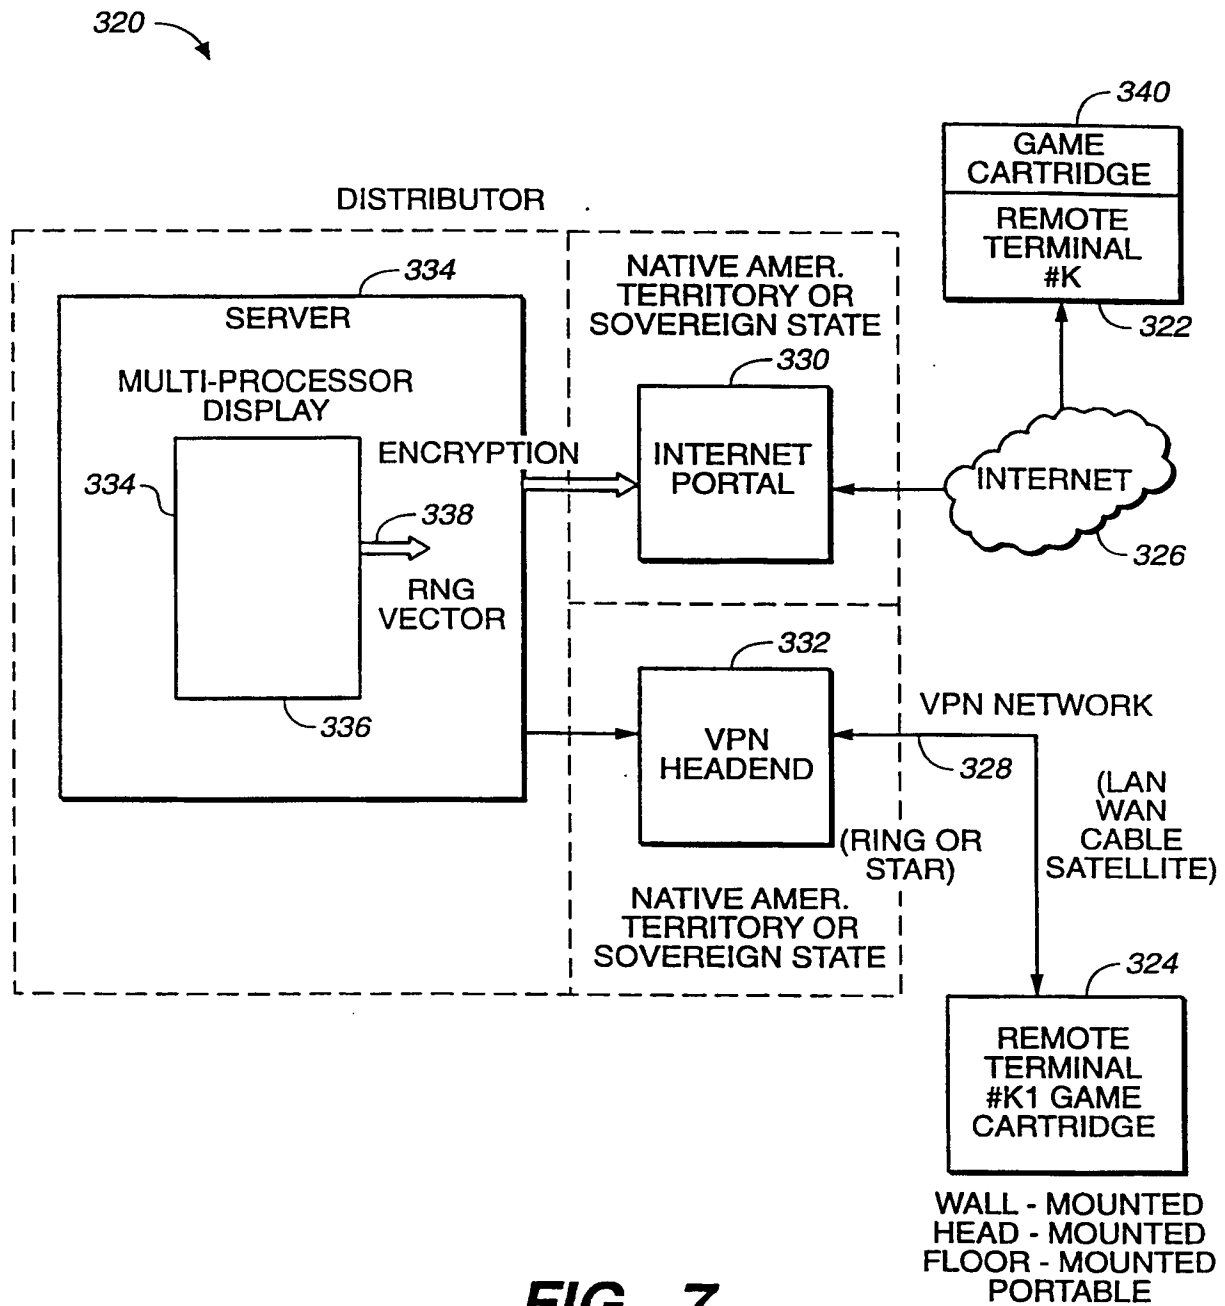 320
340
GAME
CARTRIDGE
REMOTE
TERMINAL
#K
322
DISTRIBUTOR
334
SERVER
MULTI-PROCESSOR
DISPLAY
334
336
338
RNG
VECTOR
ENCRYPTION
NATIVE AMER.
TERRITORY OR
SOVEREIGN STATE
330
INTERNET
PORTAL
INTERNET
326
332
VPN
HEADEND
VPN NETWORK
328
(RING OR
STAR)
(LAN
WAN
CABLE
SATELLITE)
NATIVE AMER.
TERRITORY OR
SOVEREIGN STATE
324
REMOTE
TERMINAL
#K1 GAME
CARTRIDGE
WALL - MOUNTED
HEAD - MOUNTED
FLOOR - MOUNTED
PORTABLE
FIG. 7